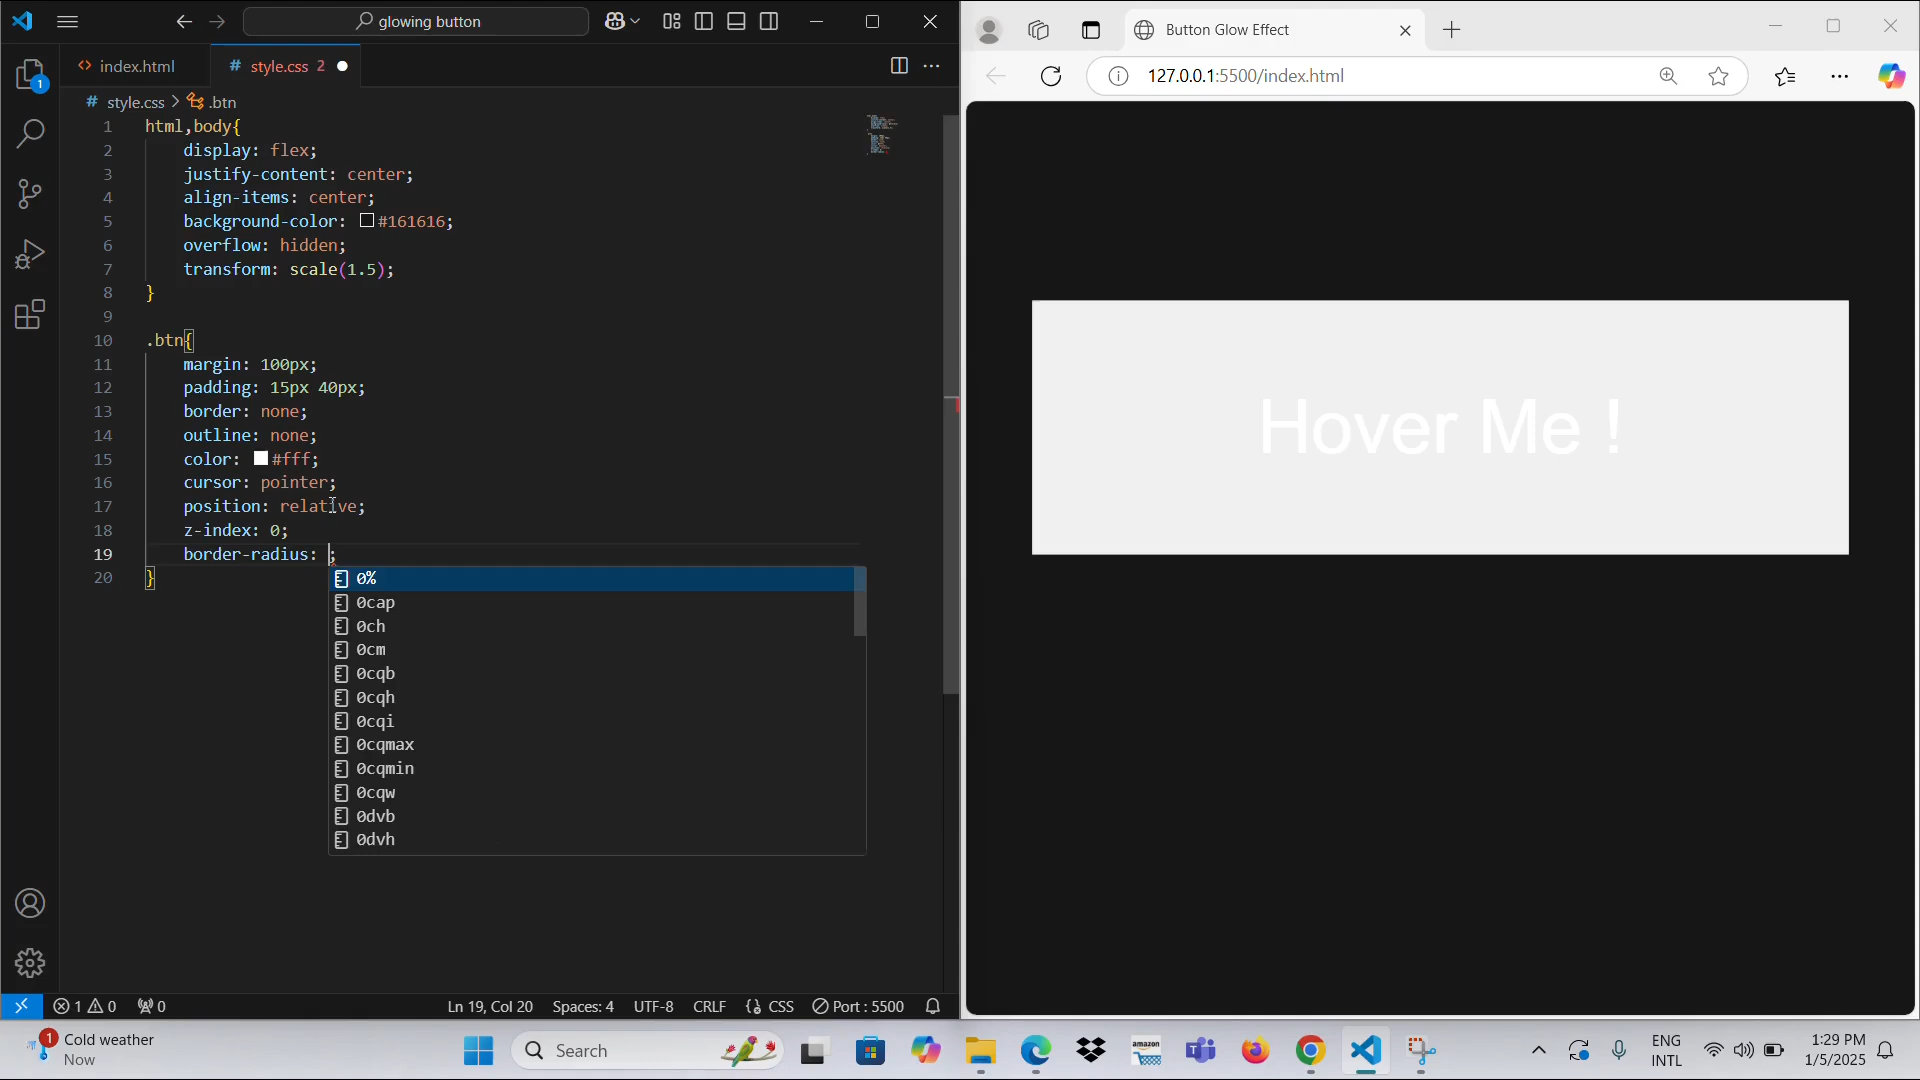 glowing button
index.html
# style.css 2
# style.css > .btn
1 html,body{
2 display: flex;
3 justify-content: center;
4 align-items: center;
5 background-color: #161616;
6 overflow: hidden;
7 transform: scale(1.5);
8 }
9
10 .btn{
11 margin: 100px;
12 padding: 15px 40px;
13 border: none;
14 outline: none;
15 color: #fff;
16 cursor: pointer;
17 position: relative;
18 z-index: 0;
19 border-radius: ;
20 }
0%
0cap
0ch
0cm
0cqb
0cqh
0cqi
0cqmax
0cqmin
0cqw
0dvb
0dvh
1
1 0 0
Ln 19, Col 20
Spaces: 4
UTF-8
CRLF
{} CSS
Port : 5500
Button Glow Effect
127.0.0.1:5500/index.html
Hover Me !
1
Cold weather
Now
Search
amazon
ENG
INTL
1:29 PM
1/5/2025